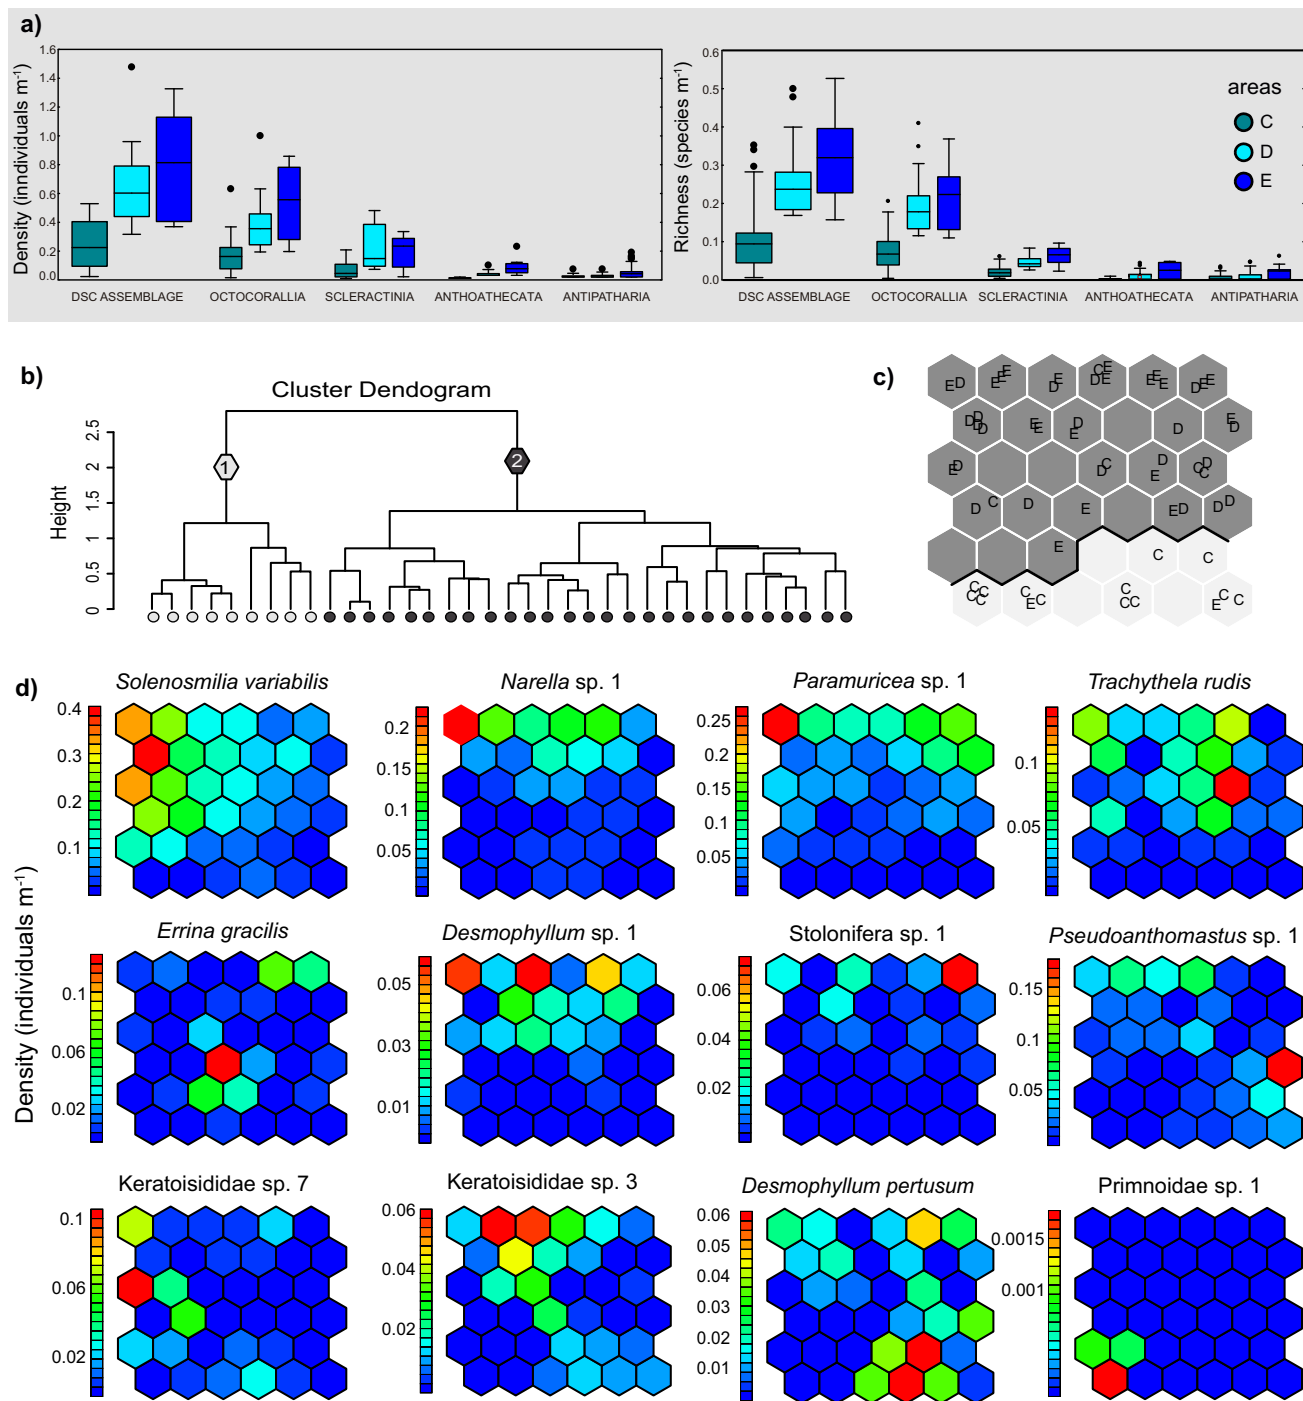 a)
Density (inndividuals m-1)
1.6
1.4
1.2
1.0
0.8
0.6
0.4
0.2
0.0
DSC ASSEMBLAGE OCTOCORALLIA SCLERACTINIA ANTHOATHECATA ANTIPATHARIA
Richness (species m-1)
0.6
0.5
0.4
0.3
0.2
0.1
0.0
DSC ASSEMBLAGE OCTOCORALLIA SCLERACTINIA ANTHOATHECATA ANTIPATHARIA
areas
C
D
E
b)
Cluster Dendogram
Height
2.5
2
1.5
1
0.5
0
1
2
c)
E D E E E D E C E D E E E E D E E
D D D D E E D E D E D
E D D C D E C D C
D C D E E D D D
E C C
C C C C E C C C C E C C
d)
Density (individuals m-1)
Solenosmilia variabilis
0.4
0.3
0.2
0.1
Narella sp. 1
0.2
0.15
0.1
0.05
Paramuricea sp. 1
0.25
0.2
0.15
0.1
0.05
Trachythela rudis
0.1
0.05
Errina gracilis
0.1
0.06
0.02
Desmophyllum sp. 1
0.05
0.03
0.01
Stolonifera sp. 1
0.06
0.04
0.02
Pseudoanthomastus sp. 1
0.15
0.1
0.05
Keratoisididae sp. 7
0.1
0.06
0.02
Keratoisididae sp. 3
0.06
0.04
0.02
Desmophyllum pertusum
0.06
0.05
0.04
0.03
0.02
0.01
Primnoidae sp. 1
0.0015
0.001